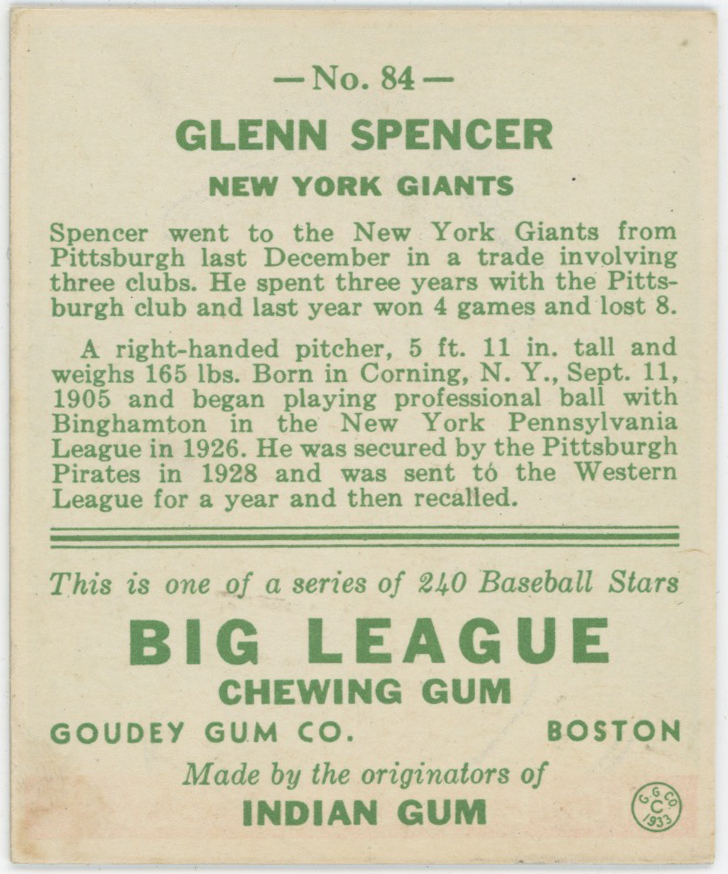 — No. 84 —
GLENN SPENCER
NEW YORK GIANTS
Spencer went to the New York Giants from
Pittsburgh last December in a trade involving
three clubs. He spent three years with the Pitts-
burgh club and last year won 4 games and lost 8.
A right-handed pitcher, 5 ft. 11 in. tall and
weighs 165 lbs. Born in Corning, N. Y., Sept. 11,
1905 and began playing professional ball with
Binghamton in the New York Pennsylvania
League in 1926. He was secured by the Pittsburgh
Pirates in 1928 and was sent to the Western
League for a year and then recalled.
This is one of a series of 240 Baseball Stars
BIG LEAGUE
CHEWING GUM
GOUDEY GUM CO. BOSTON
Made by the originators of
INDIAN GUM
G. G. CO.
C
1933